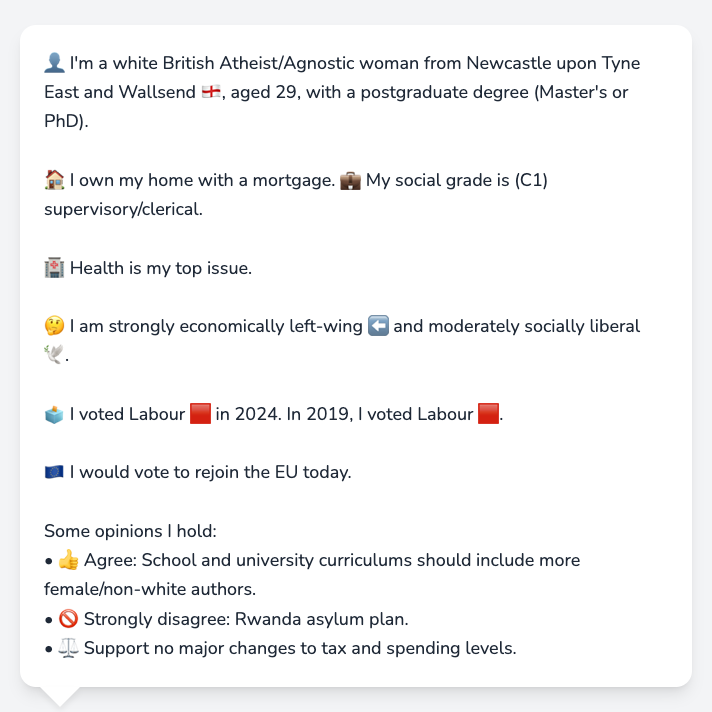 👤 I'm a white British Atheist/Agnostic woman from Newcastle upon Tyne
East and Wallsend 🏴󠁧󠁢󠁥󠁮󠁧󠁿, aged 29, with a postgraduate degree (Master's or
PhD).
🏠 I own my home with a mortgage. 💼 My social grade is (C1)
supervisory/clerical.
🏥 Health is my top issue.
🤔 I am strongly economically left-wing ⬅️ and moderately socially liberal
🕊️.
🗳️ I voted Labour 🟥 in 2024. In 2019, I voted Labour 🟥.
🇪🇺 I would vote to rejoin the EU today.
Some opinions I hold:
• 👍 Agree: School and university curriculums should include more
female/non-white authors.
• 🚫 Strongly disagree: Rwanda asylum plan.
• ⚖️ Support no major changes to tax and spending levels.